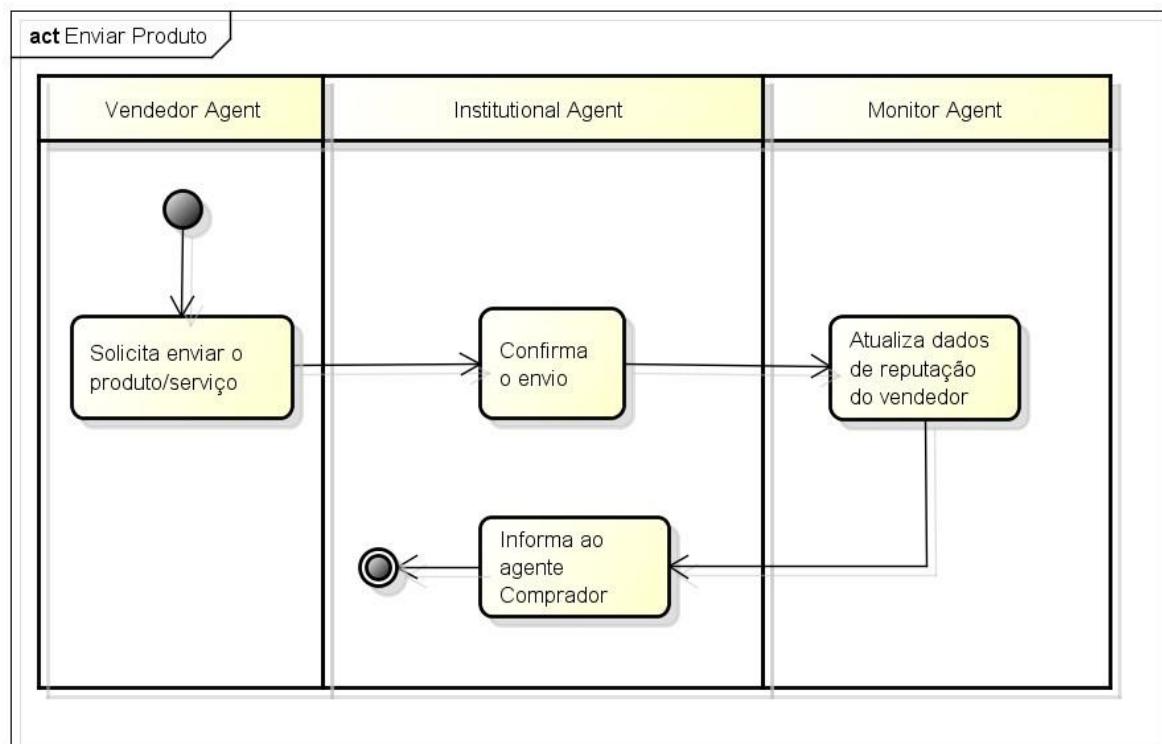 act Enviar Produto
Vendedor Agent
Institutional Agent
Monitor Agent
Solicita enviar o
produto/serviço
Confirma
o envio
Atualiza dados
de reputação
do vendedor
Informa ao
agente
Comprador